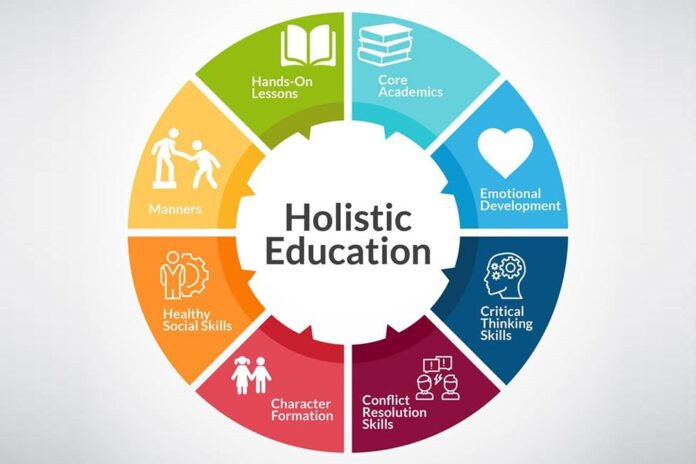 Holistic
Education
Core
Academics
Emotional
Development
Critical
Thinking
Skills
Conflict
Resolution
Skills
Character
Formation
Healthy
Social Skills
Manners
Hands-On
Lessons